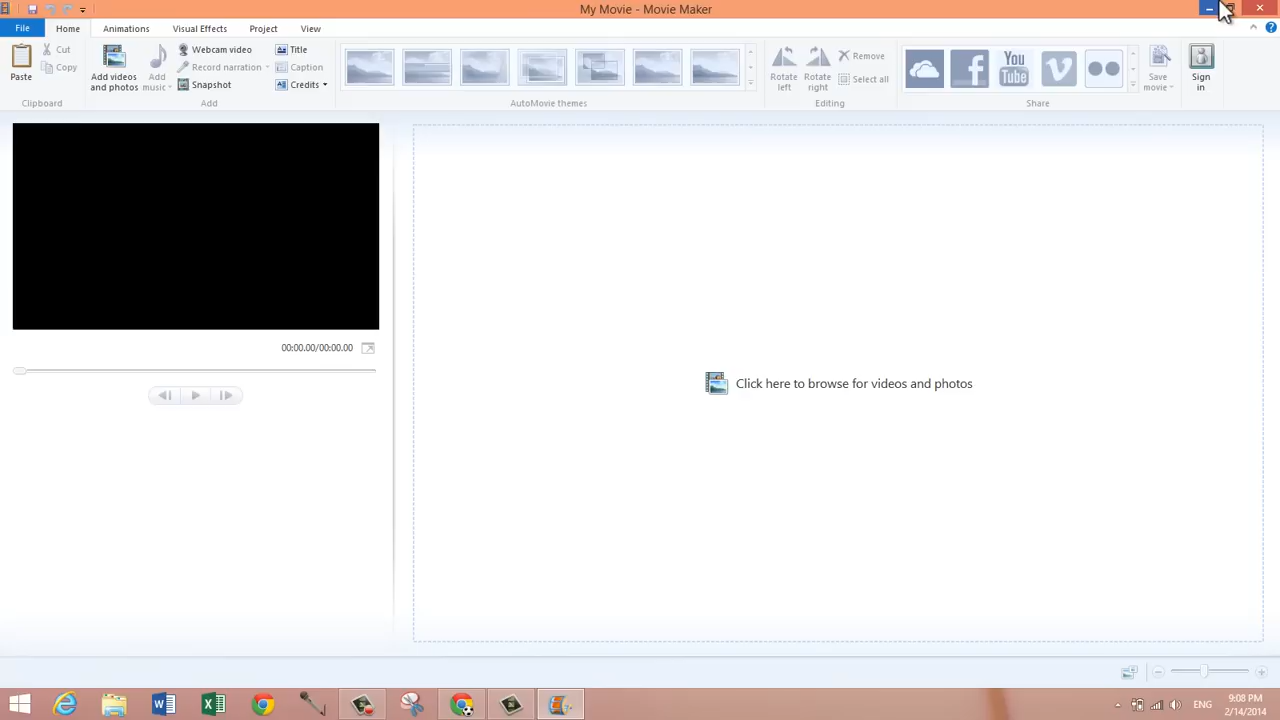 My Movie - Movie Maker
File Home Animations Visual Effects Project View
Paste Cut Copy
Clipboard
Add videos and photos
Add music
Webcam video
Record narration
Snapshot
Title
Caption
Credits
Add
AutoMovie themes
Rotate left
Rotate right
Remove
Select all
Editing
You Tube
Share
Save movie
Sign in
00:00.00/00:00.00
Click here to browse for videos and photos
ENG
9:08 PM
2/14/2014